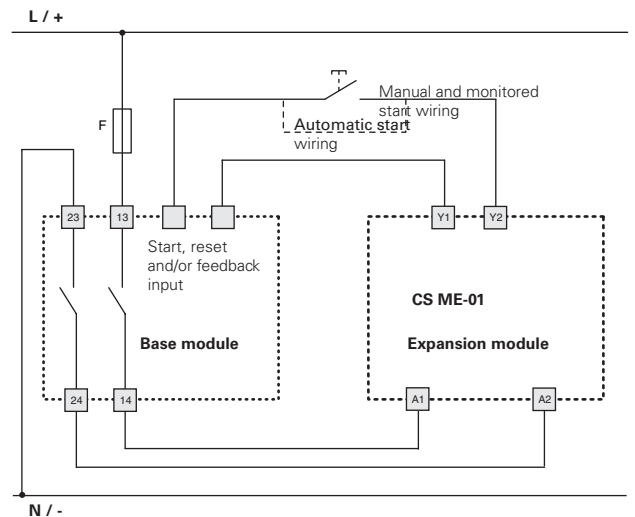 L / +
F
Manual and monitored
start wiring
Automatic start
wiring
23
13
Y1
Y2
Start, reset
and/or feedback
input
CS ME-01
Base module
Expansion module
24
14
A1
A2
N / -